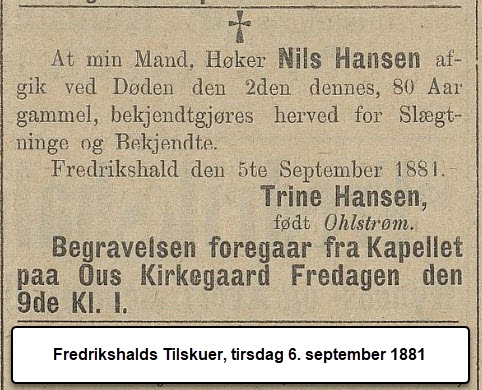 At min Mand, Høker Nils Hansen af-
gik ved Døden den 2den dennes, 80 Aar
gammel, bekjendtgjøres herved for Slægt-
ninge og Bekjendte.
Fredrikshald den 5te September 1881.
Trine Hansen,
født Ohlstrøm.
Begravelsen foregaar fra Kapellet
paa Ous Kirkegaard Fredagen den
9de Kl. 1.
Fredrikshalds Tilskuer, tirsdag 6. september 1881